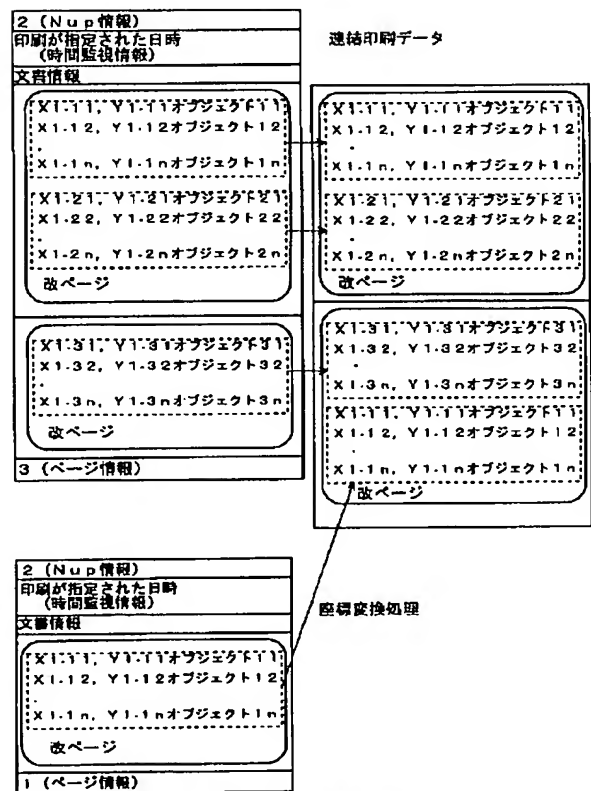 2 (Nup情報)
印刷が指定された日時
(時間監視情報)
文書情報
X1-11, Y1-11オブジェクト11
X1-12, Y1-12オブジェクト12
.
X1-1n, Y1-1nオブジェクト1n
X1-21, Y1-21オブジェクト21
X1-22, Y1-22オブジェクト22
.
X1-2n, Y1-2nオブジェクト2n
改ページ
X1-31, Y1-31オブジェクト31
X1-32, Y1-32オブジェクト32
.
X1-3n, Y1-3nオブジェクト3n
改ページ
3 (ページ情報)
連結印刷データ
X1-11, Y1-11オブジェクト11
X1-12, Y1-12オブジェクト12
.
X1-1n, Y1-1nオブジェクト1n
X1-21, Y1-21オブジェクト21
X1-22, Y1-22オブジェクト22
.
X1-2n, Y1-2nオブジェクト2n
改ページ
X1-31, Y1-31オブジェクト31
X1-32, Y1-32オブジェクト32
.
X1-3n, Y1-3nオブジェクト3n
X1-11, Y1-11オブジェクト11
X1-12, Y1-12オブジェクト12
.
X1-1n, Y1-1nオブジェクト1n
改ページ
2 (Nup情報)
印刷が指定された日時
(時間監視情報)
文書情報
X1-11, Y1-11オブジェクト11
X1-12, Y1-12オブジェクト12
.
X1-1n, Y1-1nオブジェクト1n
改ページ
1 (ページ情報)
座標変換処理